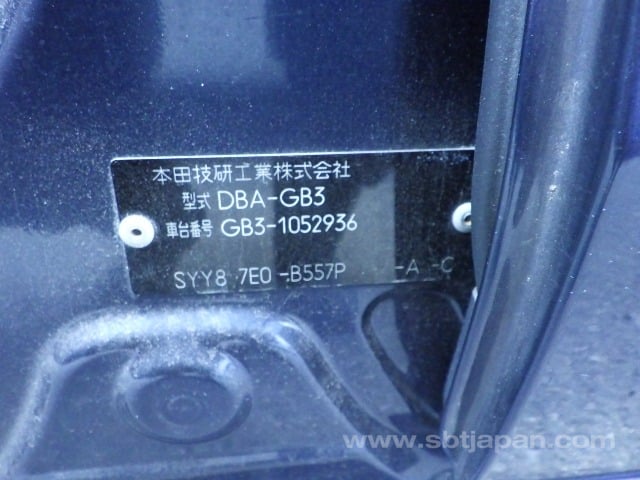 本田技研工業株式会社
型式 DBA-GB3
車台番号 GB3-1052936
SYY8 7E0 -B557P -A -C
www.sbtjapan.com